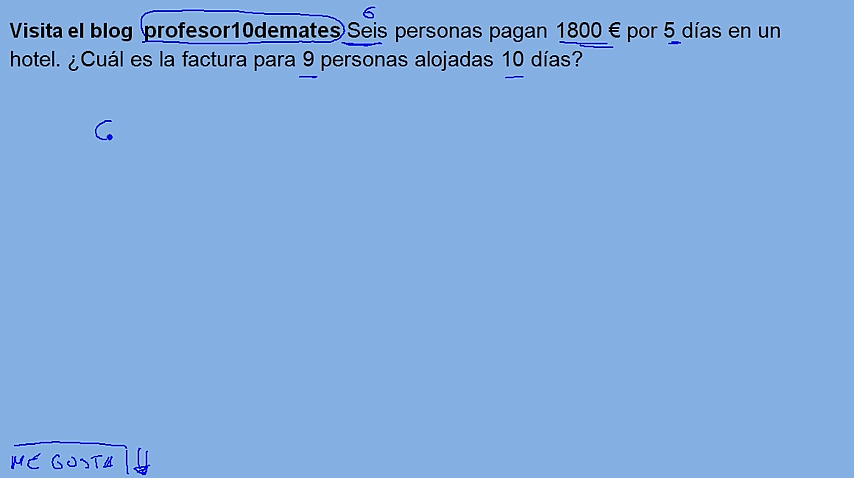 6
Visita el blog profesor10demates Seis personas pagan 1800 € por 5 días en un
hotel. ¿Cuál es la factura para 9 personas alojadas 10 días?
ME GUSTA